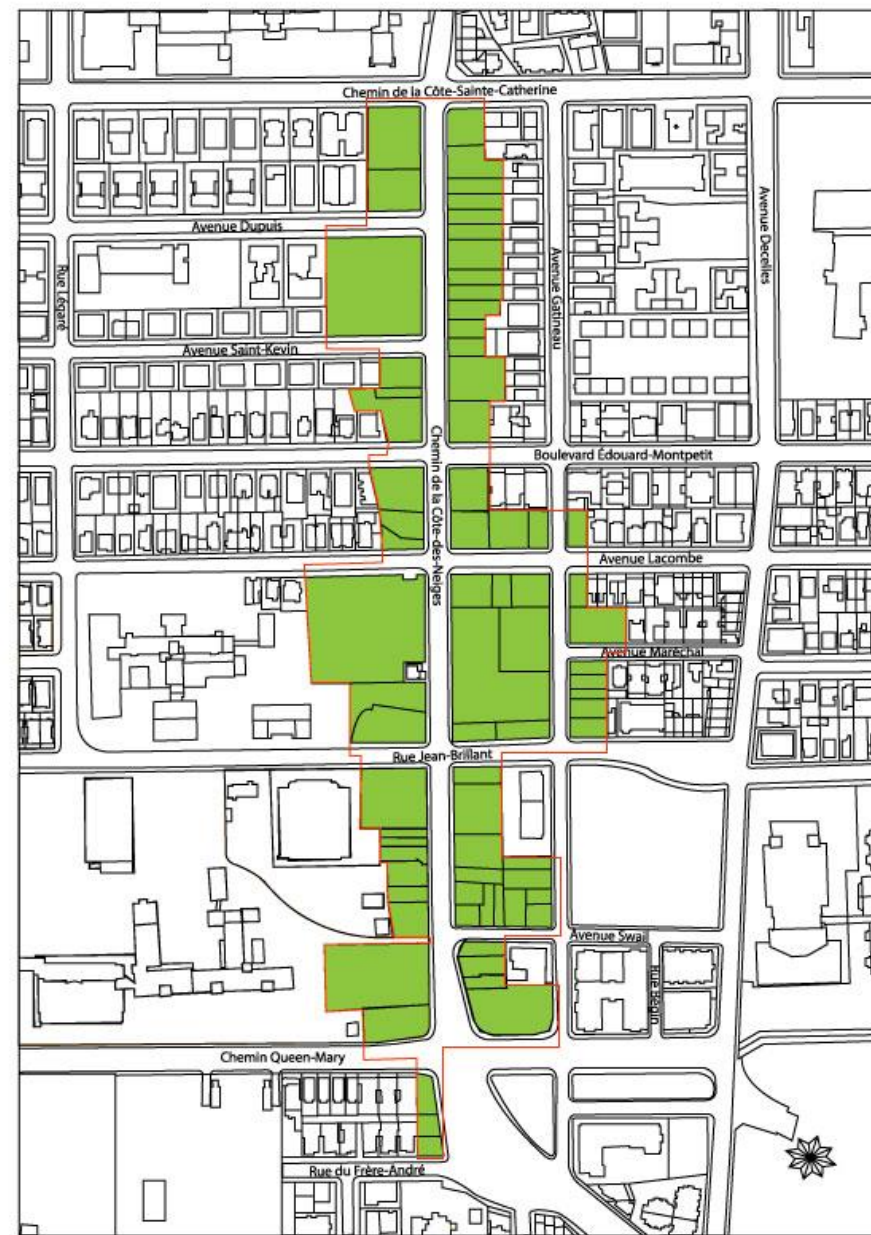 Chemin de la Côte-Sainte-Catherine
Avenue Dupuis
Avenue Decelles
Rue Légaré
Avenue Gatineau
Avenue Saint-Kevin
Chemin de la Côte-des-Neiges
Boulevard Édouard-Montpetit
Avenue Lacombe
Avenue Maréchal
Rue Jean-Brillant
Avenue Swail
Rue Bégin
Chemin Queen-Mary
Rue du Frère-André